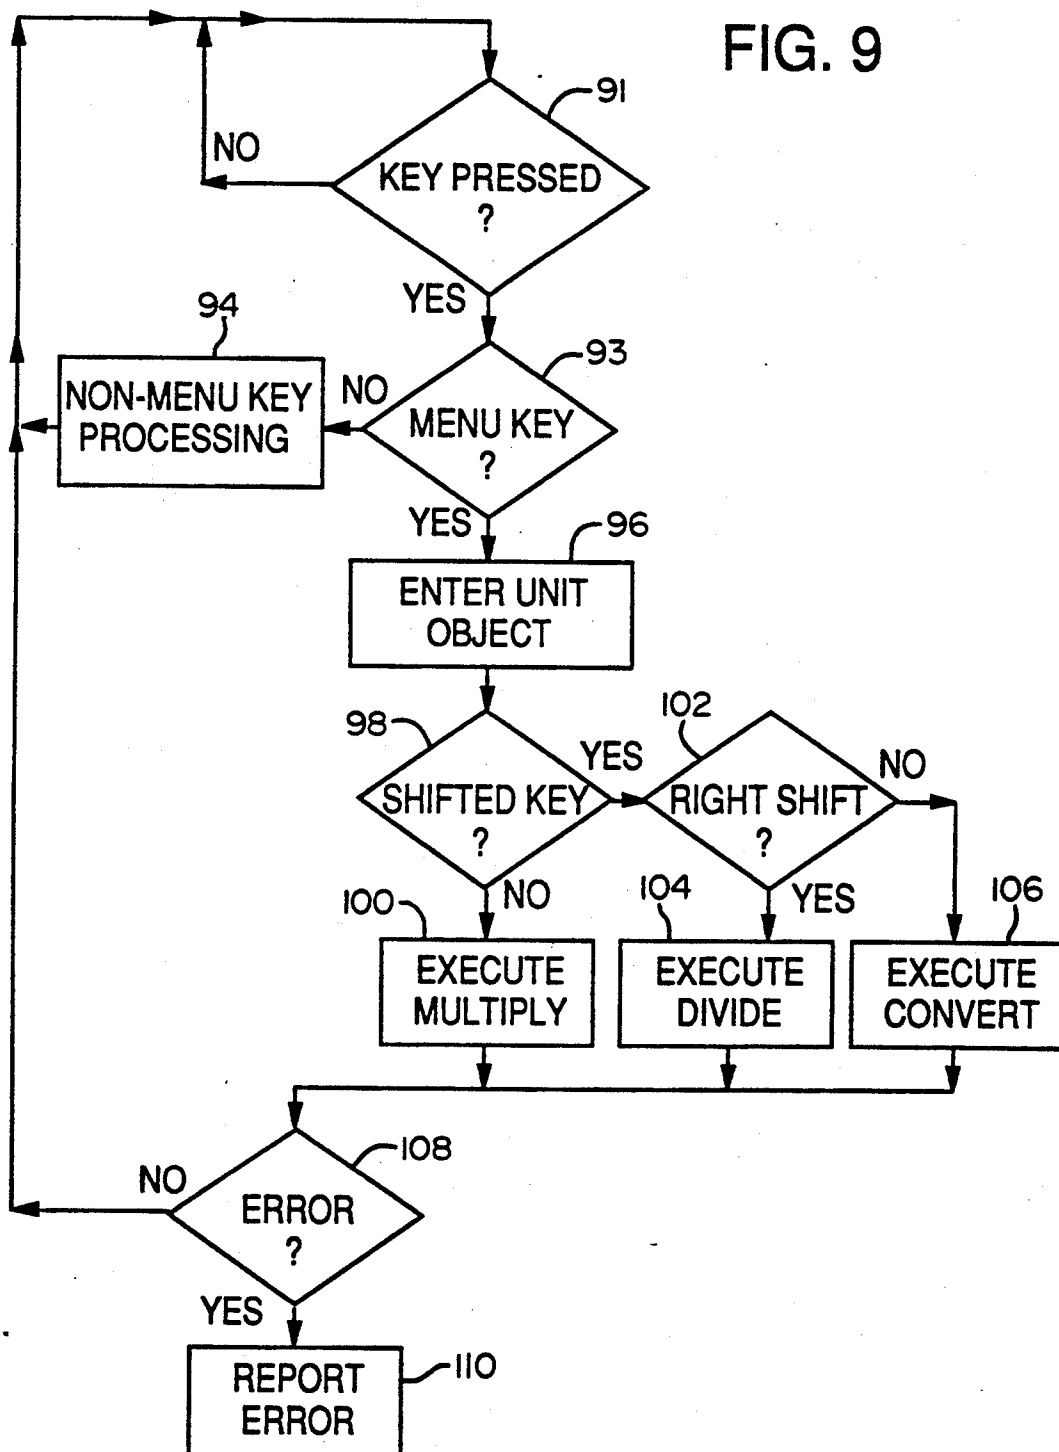 FIG. 9
91
NO
KEY PRESSED
?
YES
94
93
NO
NON-MENU KEY
PROCESSING
MENU KEY
?
YES
96
ENTER UNIT
OBJECT
98
YES
102
NO
SHIFTED KEY
?
RIGHT SHIFT
?
100
NO
104
YES
106
EXECUTE
MULTIPLY
EXECUTE
DIVIDE
EXECUTE
CONVERT
NO
108
ERROR
?
YES
REPORT
ERROR
110